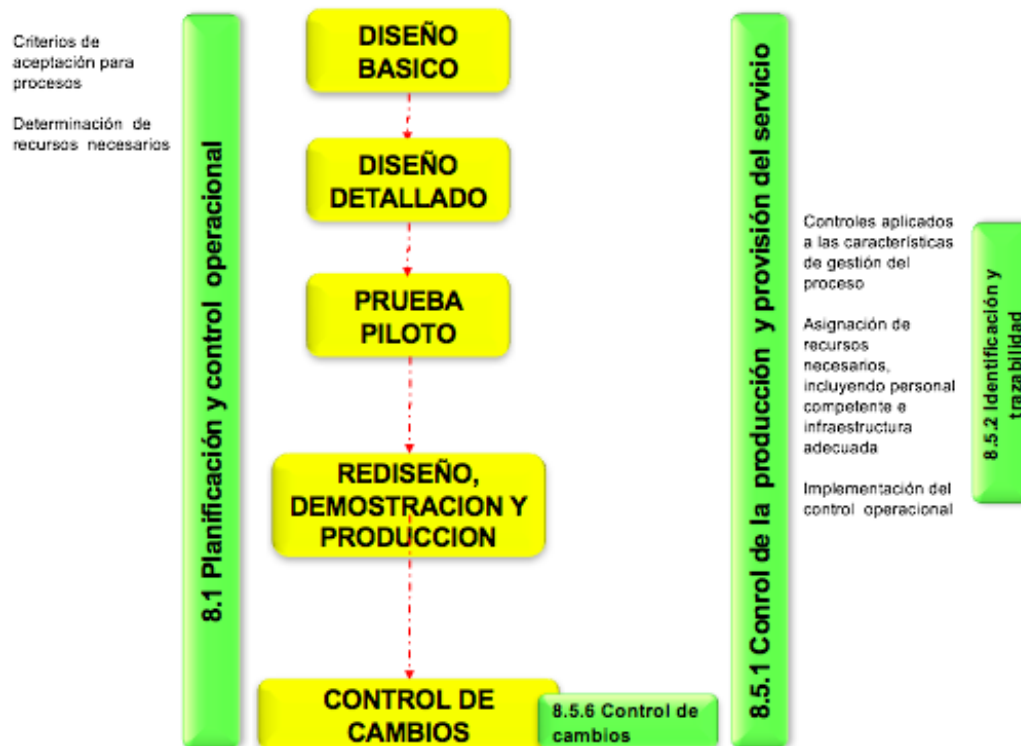 Criterios de
aceptación para
procesos
Determinación de
recursos necesarios
8.1 Planificación y control operacional
DISEÑO
BASICO
DISEÑO
DETALLADO
PRUEBA
PILOTO
REDISEÑO,
DEMOSTRACION Y
PRODUCCION
CONTROL DE
CAMBIOS
8.5.6 Control de
cambios
8.5.1 Conrol de la producción y provisión del servicio
Controles aplicados
a las características
de gestión del
proceso
Asignación de
recursos
necesarios,
incluyendo personal
competente e
infraestructura
adecuada
Implementación del
control operacional
8.5.2 Identificación y
trazabilidad